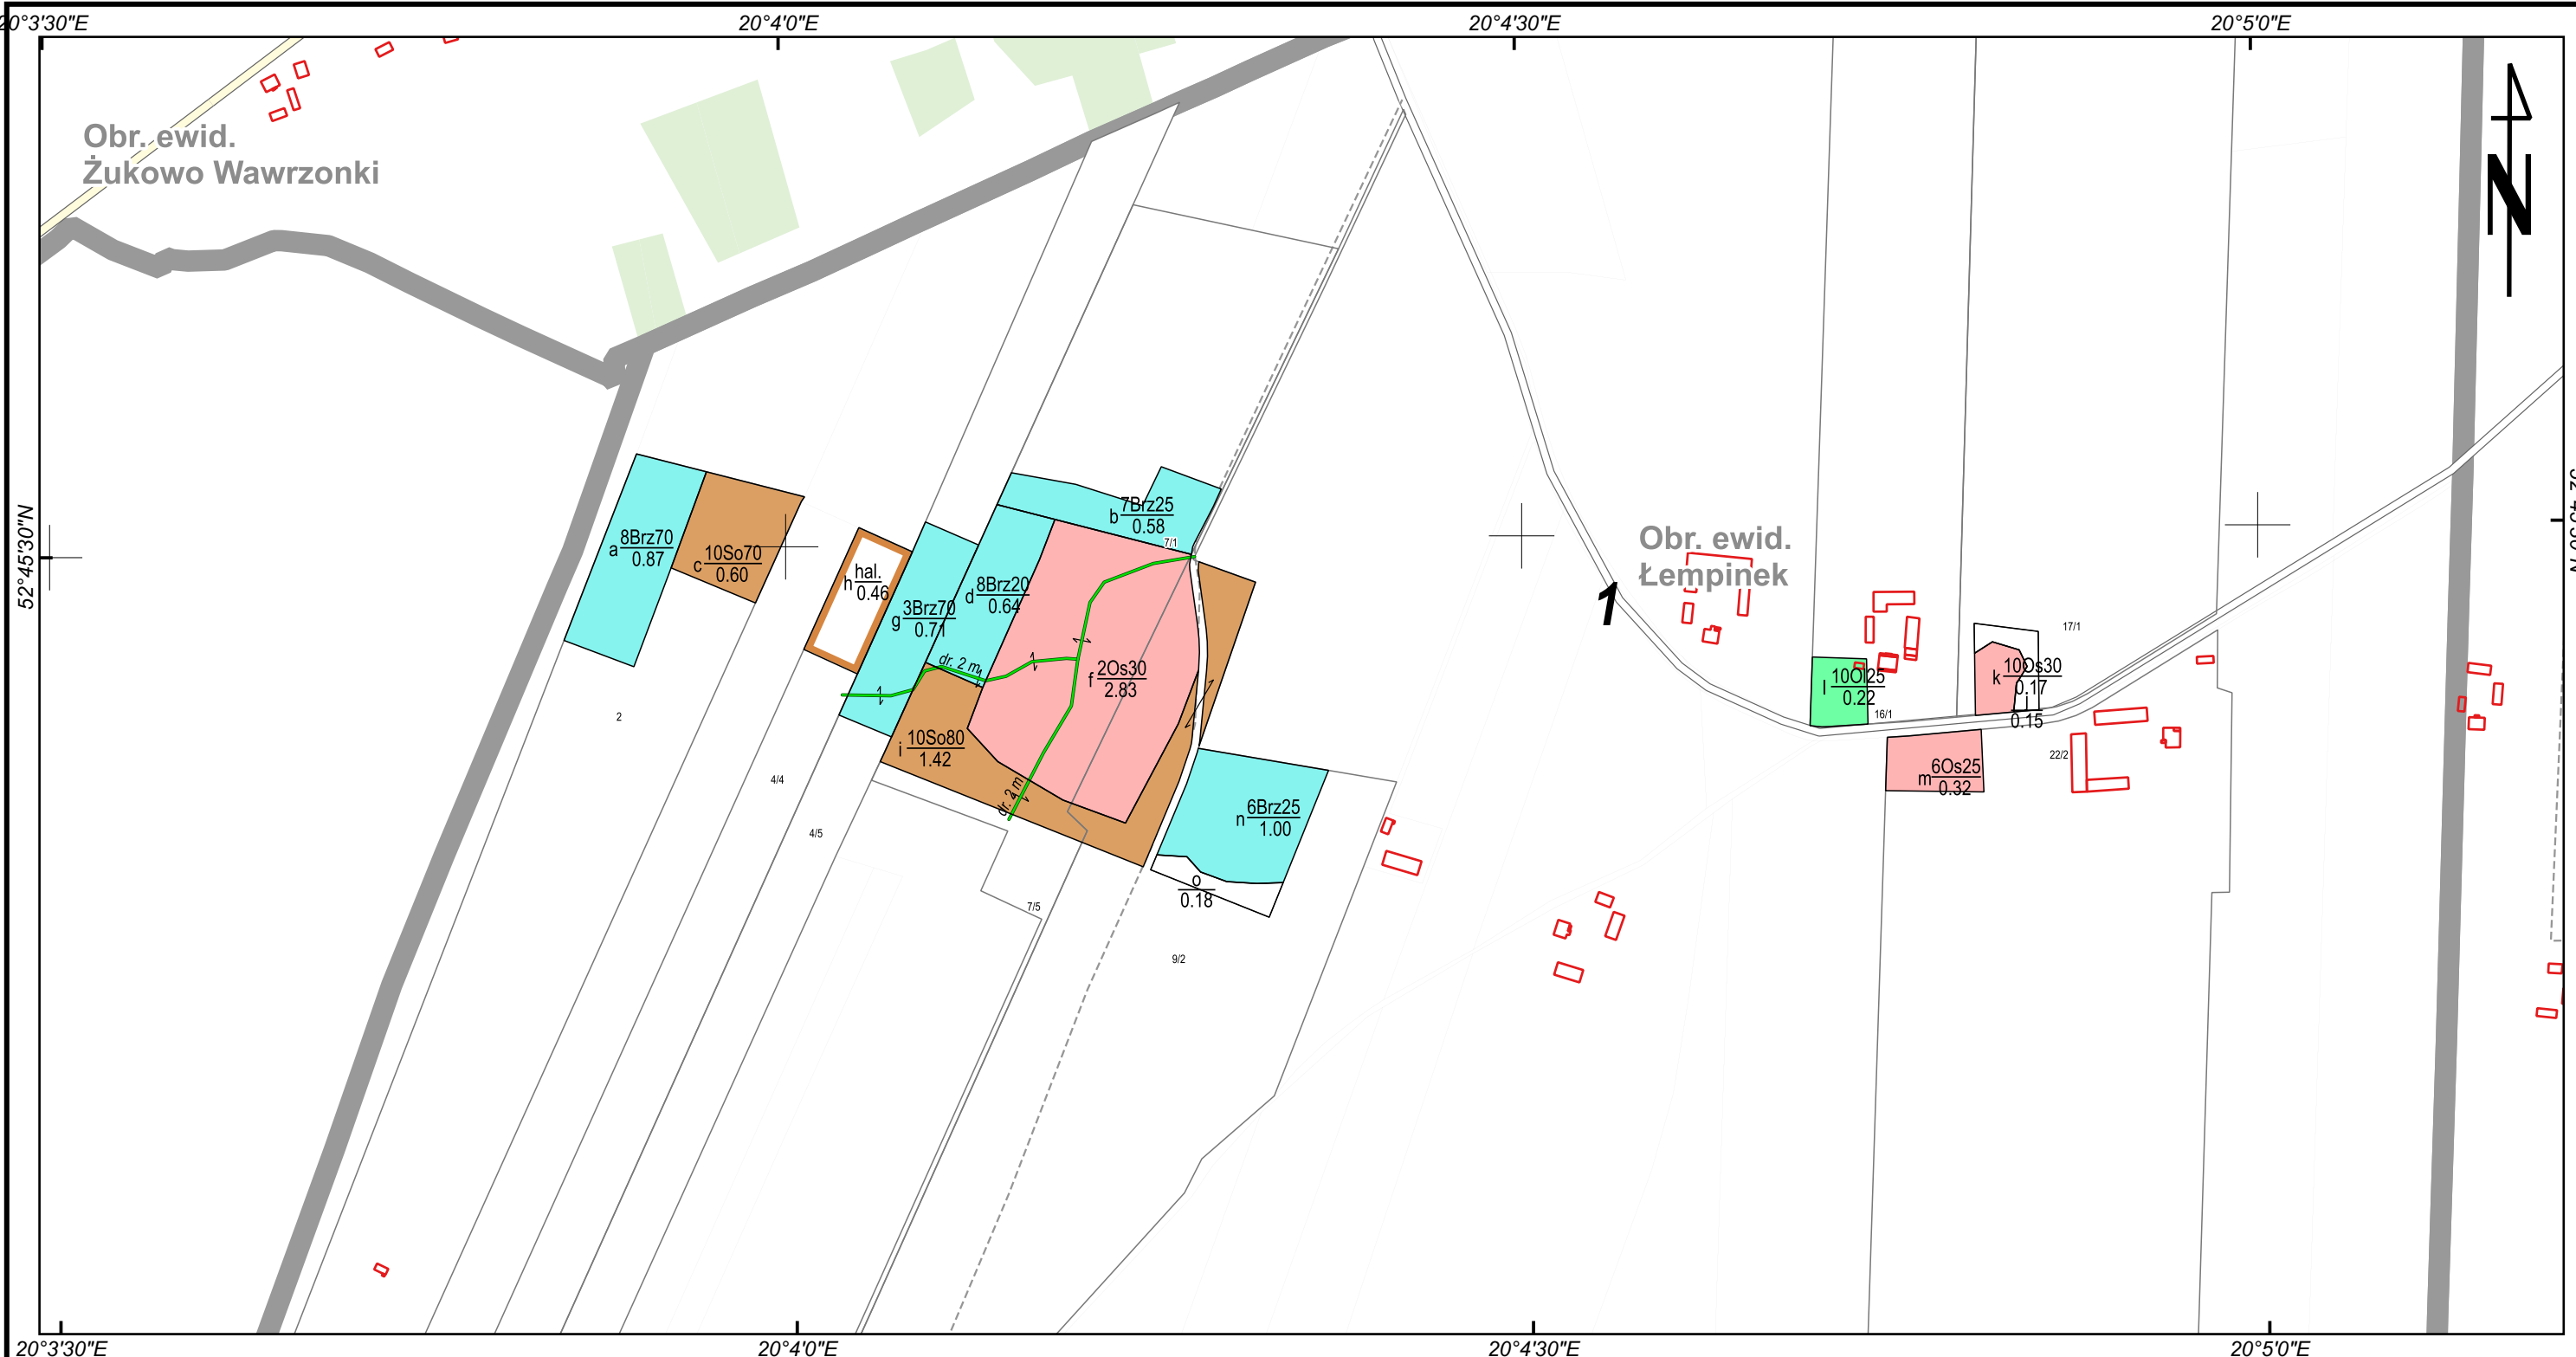 20°3'30"E
20°4'0"E
20°4'30"E
20°5'0"E
Obr. ewid.
Żukowo Wawrzonki
N
52°45'30"N
a 8Brz70
0.87
c 10So70
0.60
hal.
h 0.46
g 3Brz70
0.71
d 8Brz20
0.64
b 7Brz25
0.58
7/1
f 2Os30
2.83
dr. 2 m
dr. 2 m
i 10So80
1.42
n 6Brz25
1.00
o
0.18
Obr. ewid.
Łempinek
1
l 10Ol25
0.22
16/1
k 10Os30
0.17
j
0.15
17/1
m 6Os25
0.32
22/2
2
4/4
4/5
7/5
9/2
20°3'30"E
20°4'0"E
20°4'30"E
20°5'0"E